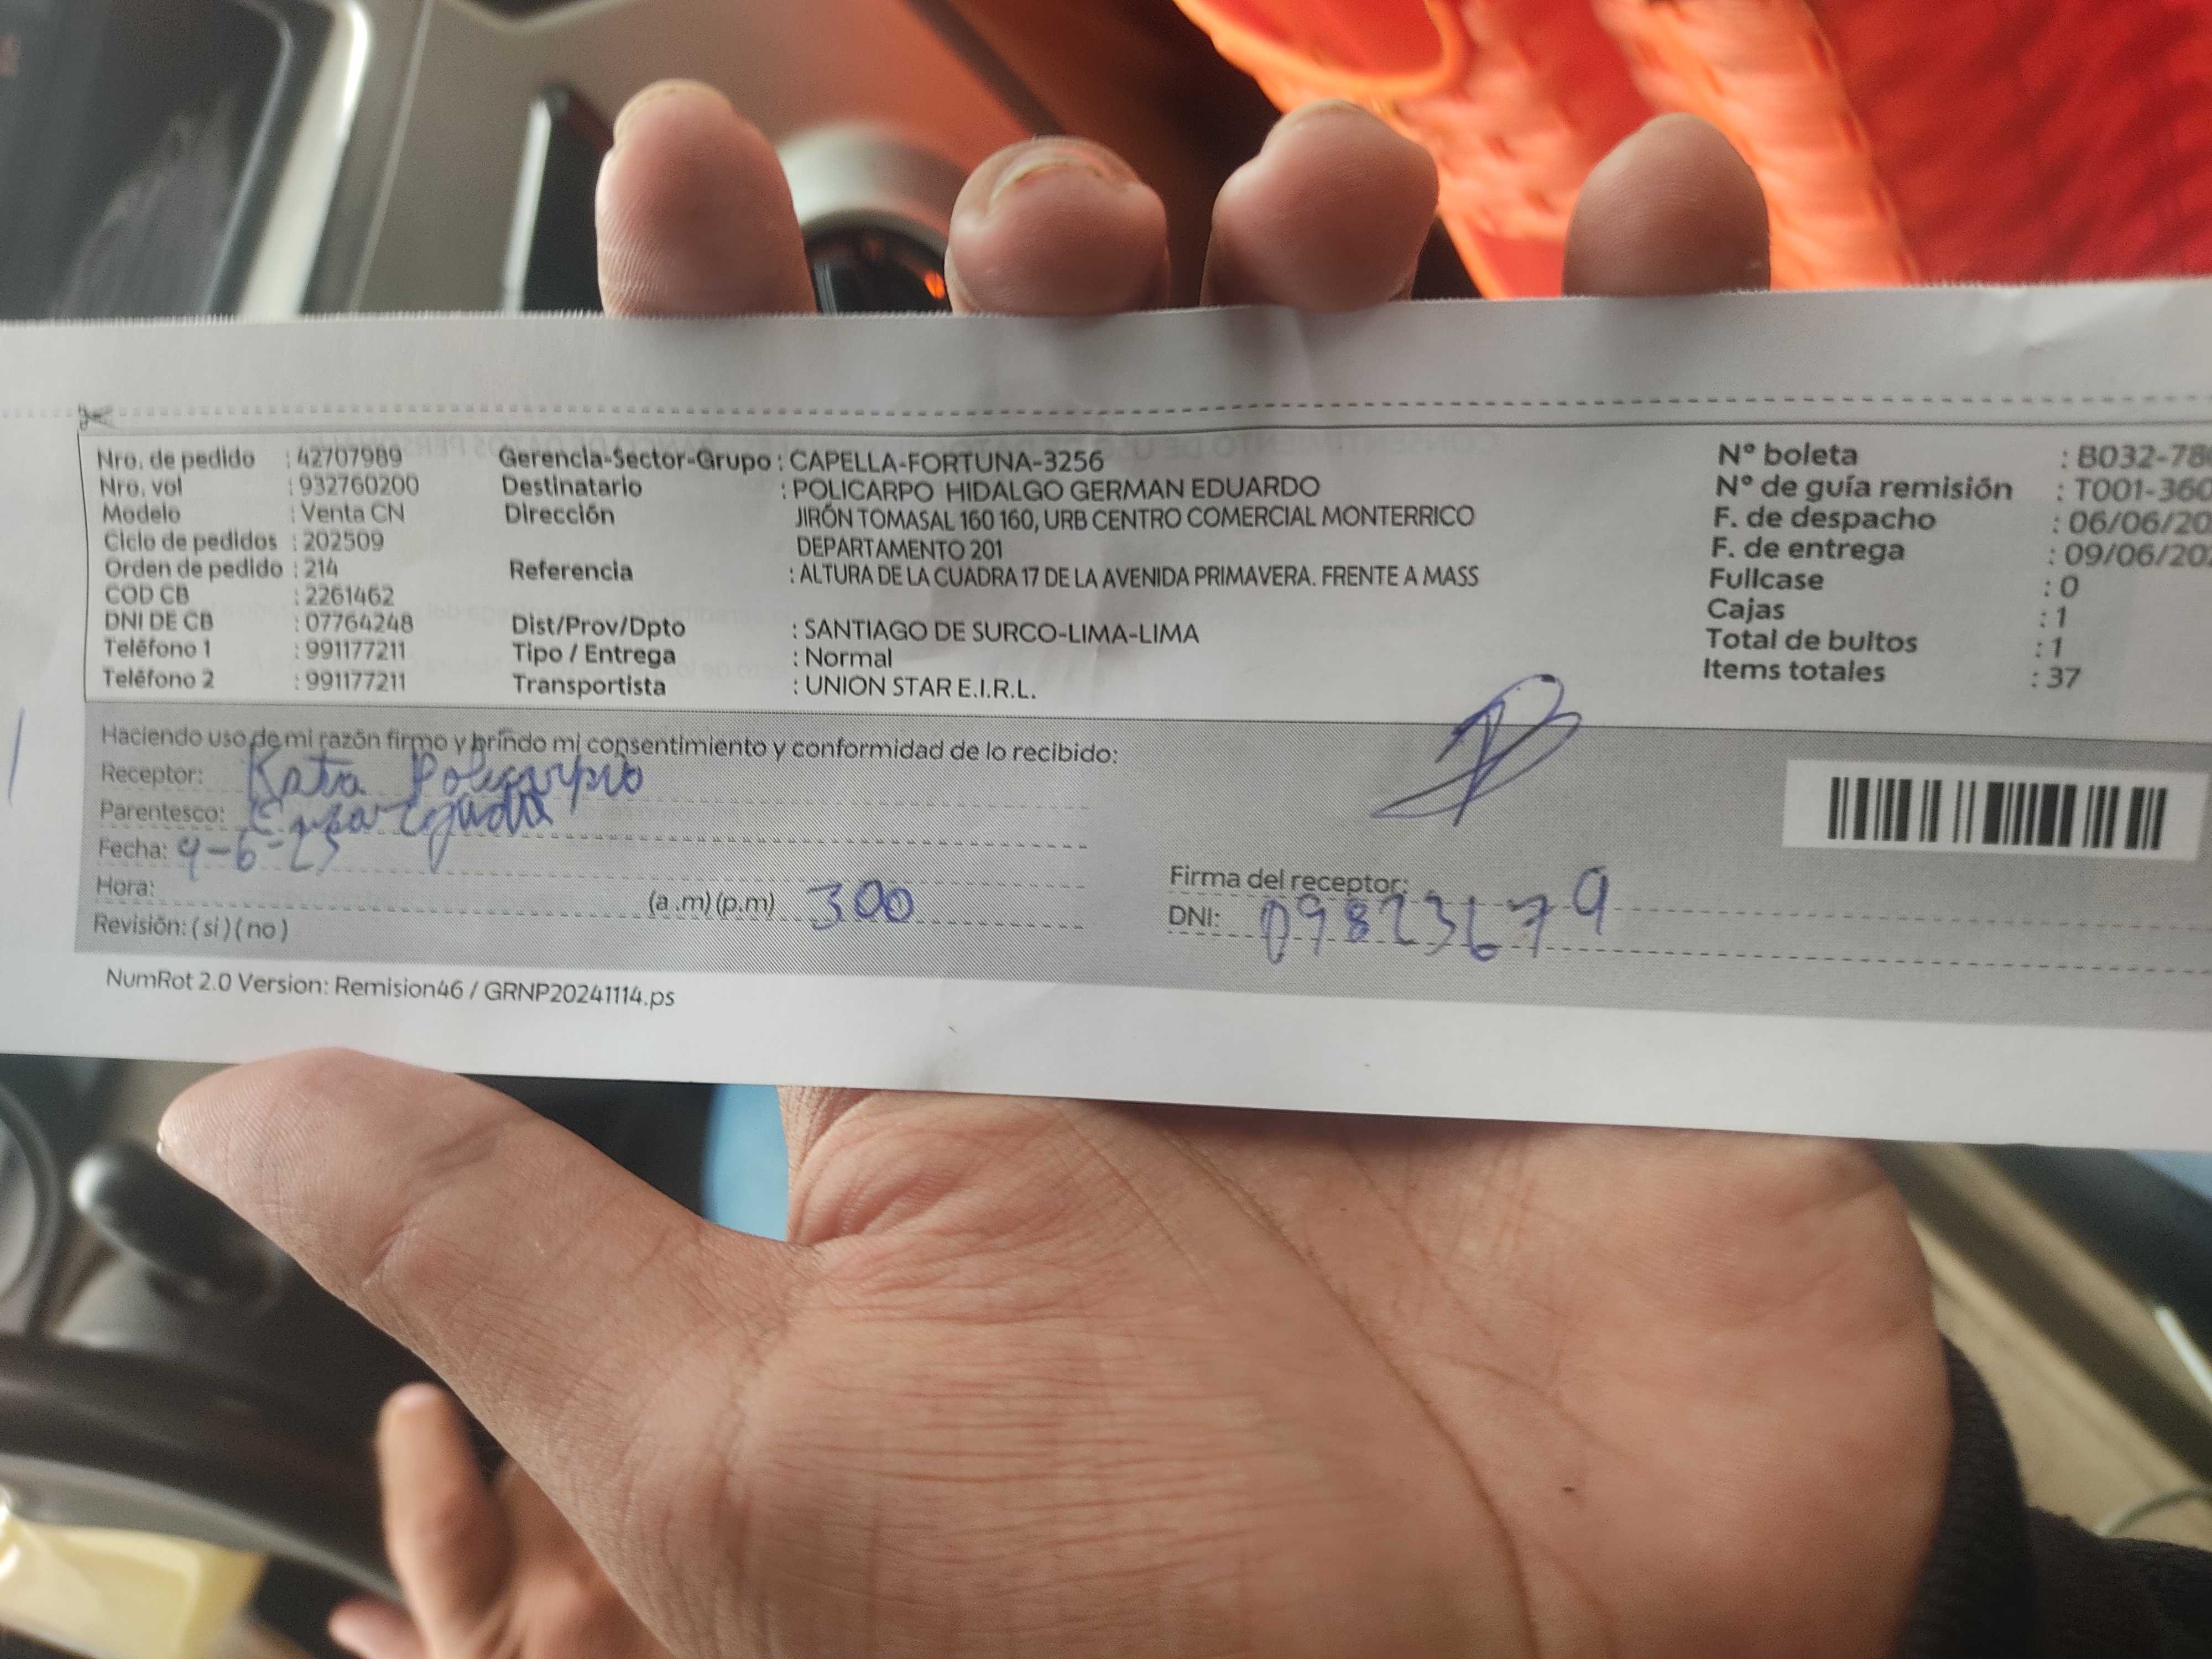 Nro. de pedido : 42707989
Nro. vol : 932760200
Modelo : Venta CN
Ciclo de pedidos : 202509
Orden de pedido : 214
COD CB : 2261462
DNI DE CB : 07764248
Teléfono 1 : 991177211
Teléfono 2 : 991177211
Gerencia-Sector-Grupo : CAPELLA-FORTUNA-3256
Destinatario : POLICARPO HIDALGO GERMAN EDUARDO
Dirección JIRÓN TOMASAL 160 160, URB CENTRO COMERCIAL MONTERRICO
DEPARTAMENTO 201
Referencia : ALTURA DE LA CUADRA 17 DE LA AVENIDA PRIMAVERA. FRENTE A MASS
Dist/Prov/Dpto : SANTIAGO DE SURCO-LIMA-LIMA
Tipo / Entrega : Normal
Transportista : UNION STAR E.I.R.L.
N° boleta : B032-78
N° de guía remisión : T001-360
F. de despacho : 06/06/20
F. de entrega : 09/06/20
Fullcase : 0
Cajas : 1
Total de bultos : 1
Items totales : 37
Haciendo uso de mi razón firmo y brindo mi consentimiento y conformidad de lo recibido:
Receptor: Katia Policarpio
Parentesco:
Fecha: 9-6-25
Hora: (a.m) (p.m) 300
Revisión: ( si ) ( no )
Firma del receptor:
DNI: 09823679
NumRot 2.0 Version: Remision46 / GRNP20241114.ps